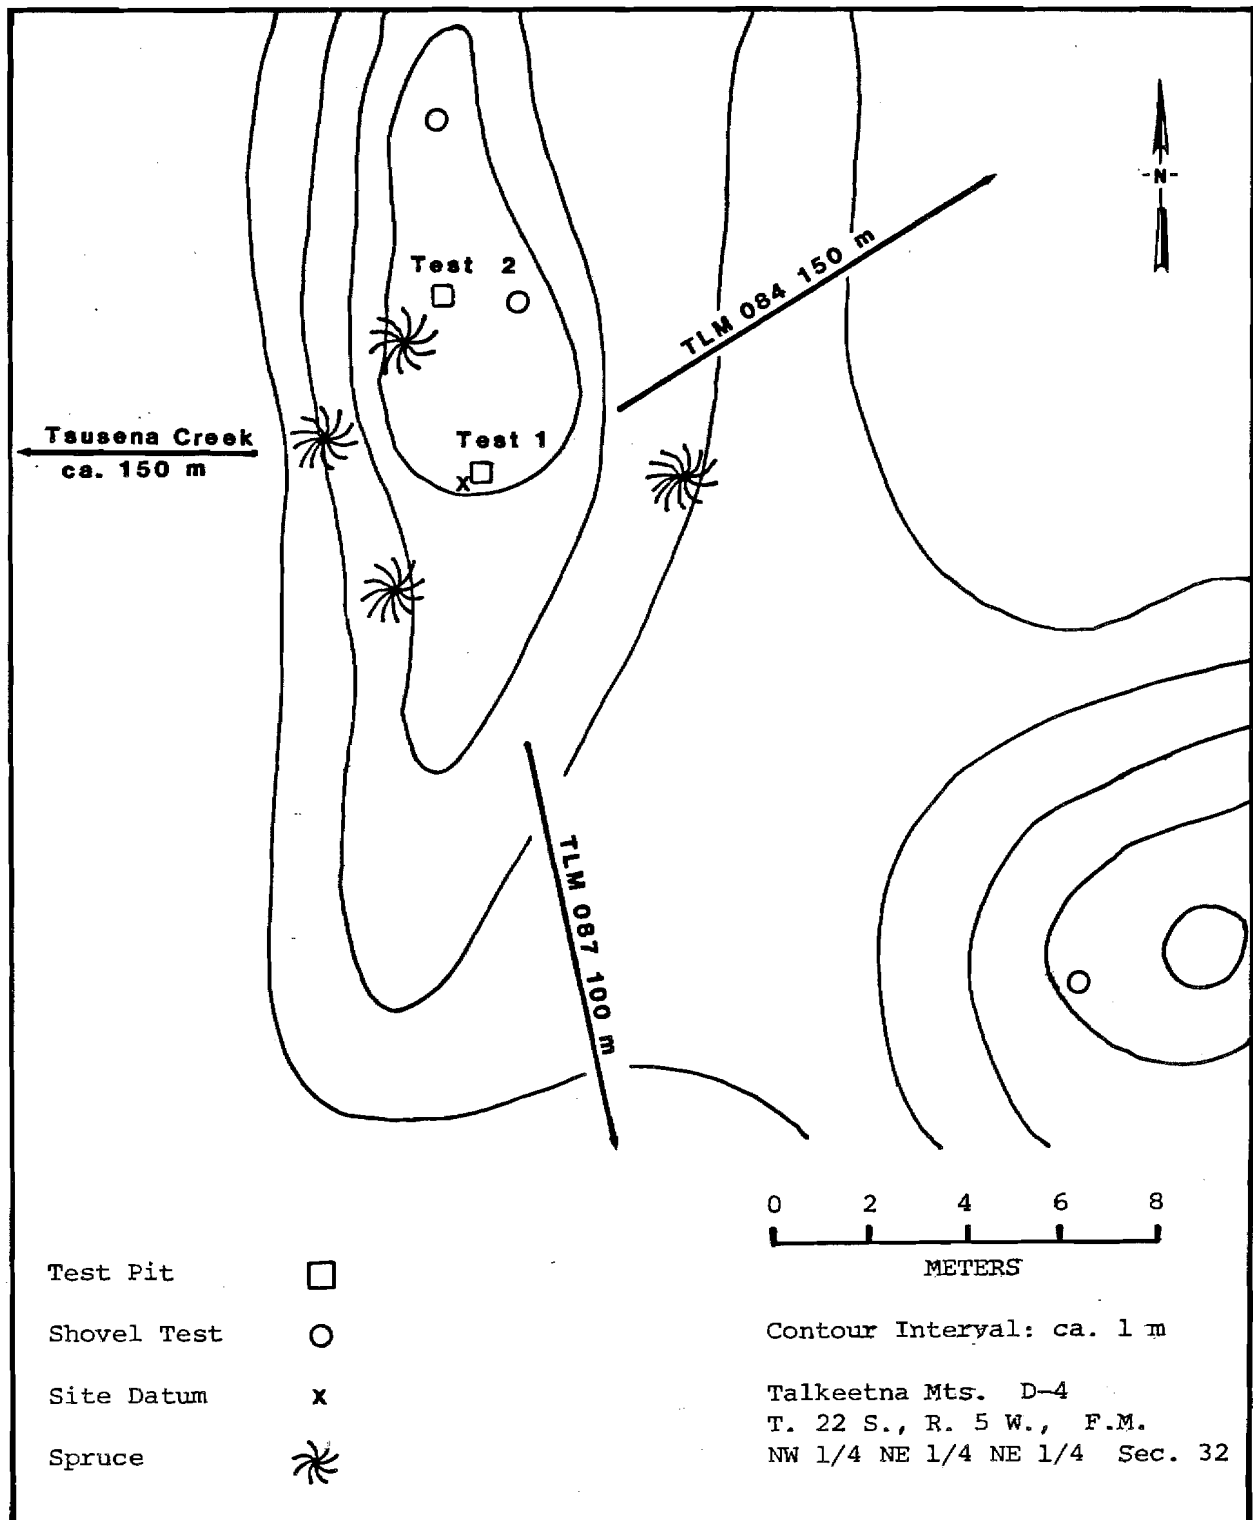 -N-
Test 2
TLM 084 150 m
Tsusena Creek
ca. 150 m
Test 1
x
TLM 087 100 m
0 2 4 6 8
METERS
Test Pit
Shovel Test
Site Datum x
Spruce
Contour Interval: ca. 1 m
Talkeetna Mts. D-4
T. 22 S., R. 5 W., F.M.
NW 1/4 NE 1/4 NE 1/4 Sec. 32